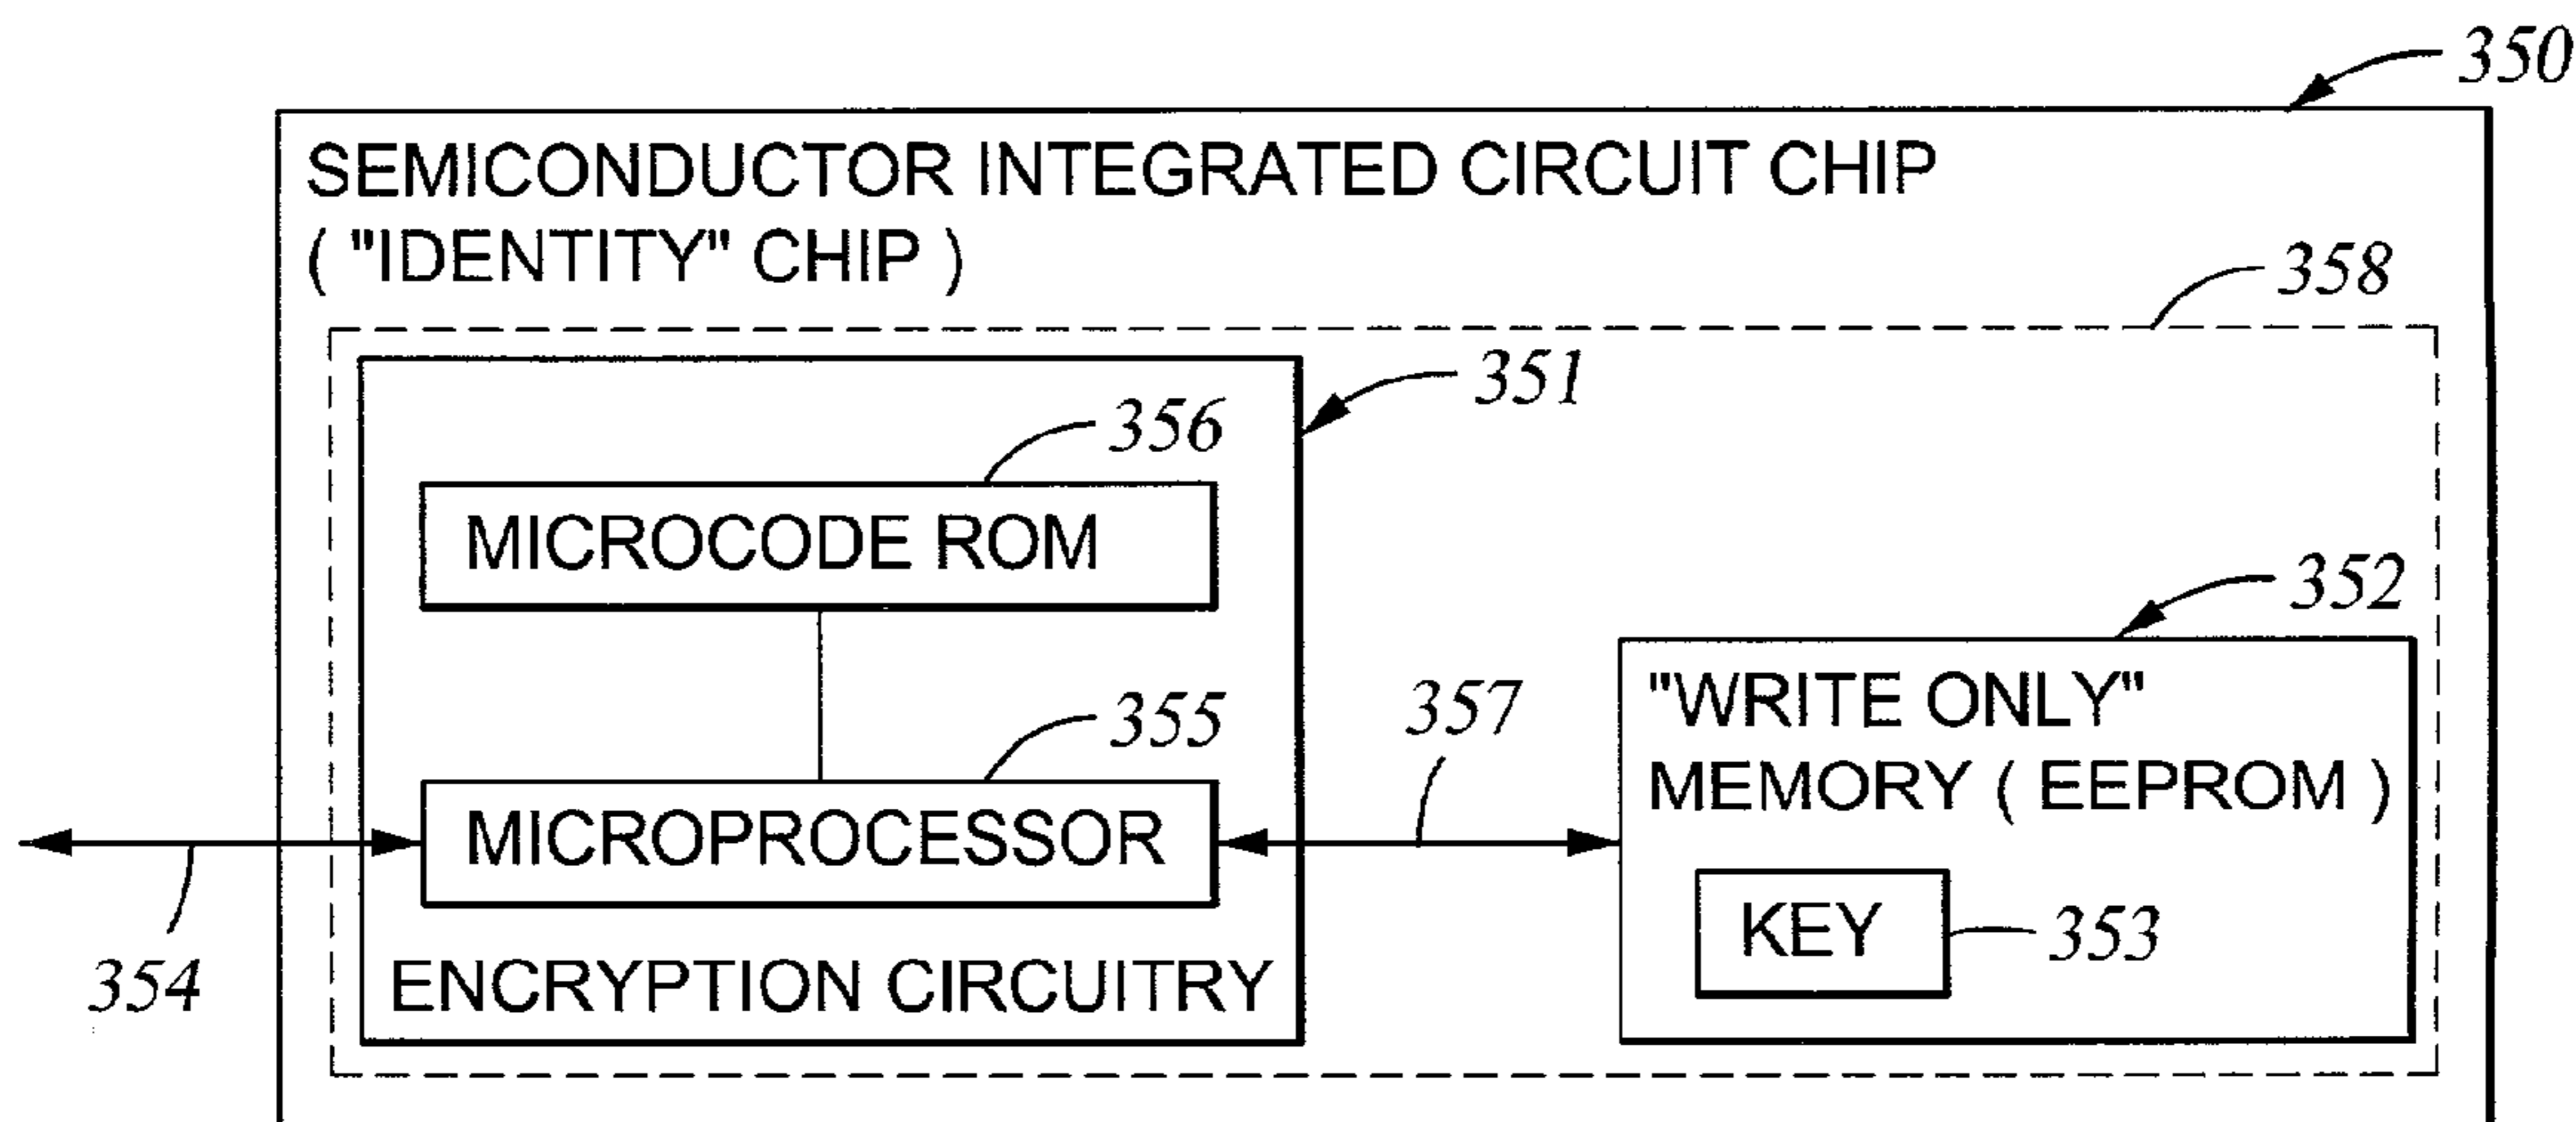 350
SEMICONDUCTOR INTEGRATED CIRCUIT CHIP
( "IDENTITY" CHIP )
358
351
356
MICROCODE ROM
352
355
357
"WRITE ONLY"
MEMORY ( EEPROM )
MICROPROCESSOR
KEY
353
354
ENCRYPTION CIRCUITRY